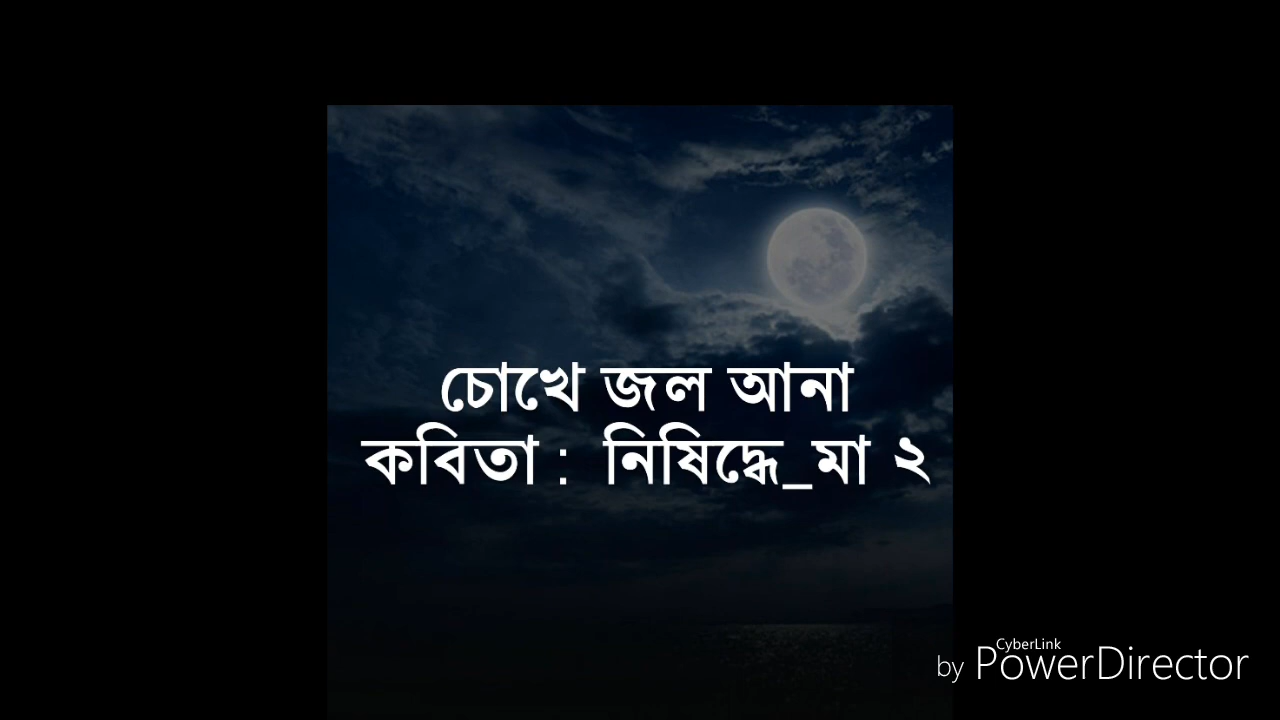 চোখে জল আনা
কবিতা : নিষিদ্ধে_মা ২
CyberLink
by PowerDirector